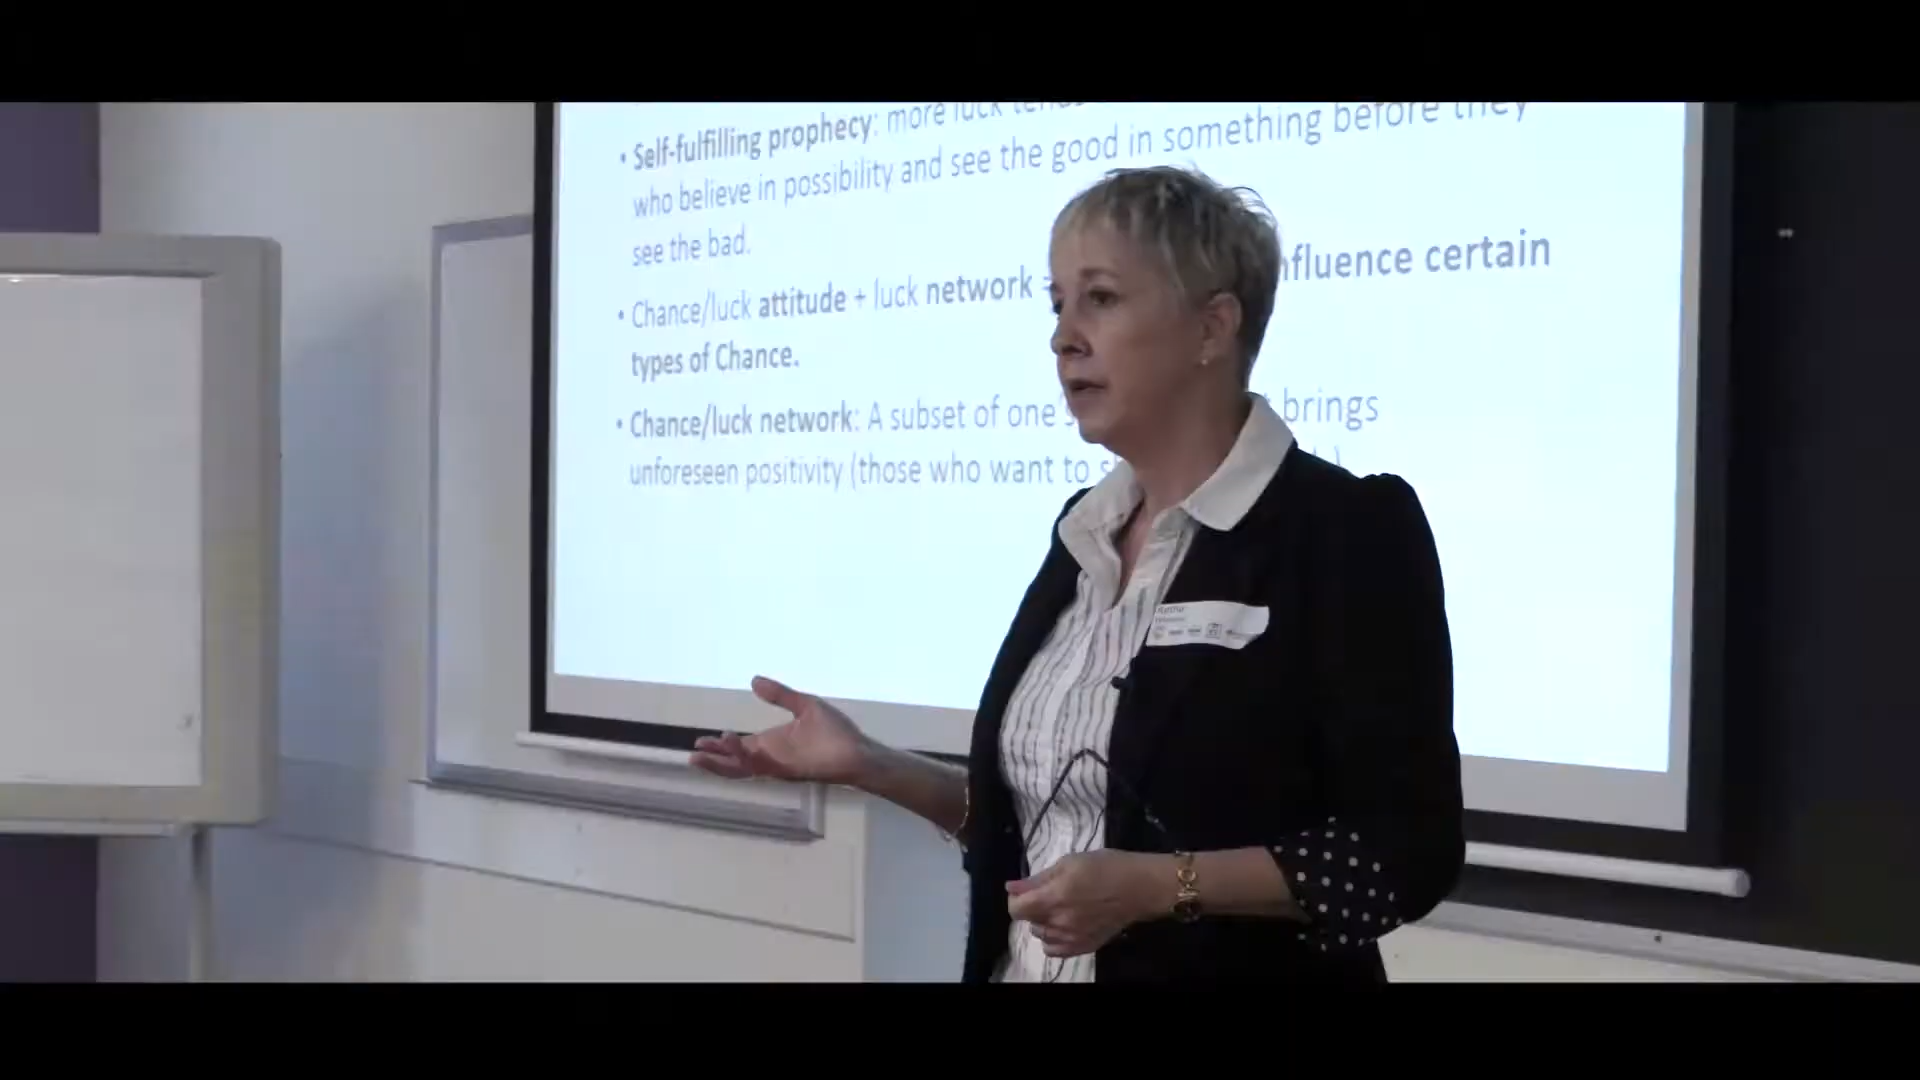 • Self-fulfilling prophecy: more luck
who believe in possibility and see the good in something before they
see the bad.
• Chance/luck attitude + luck network influence certain
types of Chance.
• Chance/luck network: A subset of one's brings
unforeseen positivity (those who want to